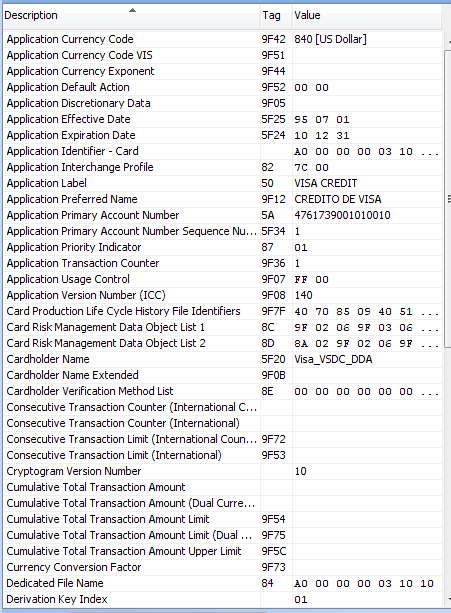 Description Tag Value
Application Currency Code 9F42 840 [US Dollar]
Application Currency Code VIS 9F51
Application Currency Exponent 9F44
Application Default Action 9F52 00 00
Application Discretionary Data 9F05
Application Effective Date 5F25 95 07 01
Application Expiration Date 5F24 10 12 31
Application Identifier - Card A0 00 00 00 03 10 ...
Application Interchange Profile 82 7C 00
Application Label 50 VISA CREDIT
Application Preferred Name 9F12 CREDITO DE VISA
Application Primary Account Number 5A 4761739001010010
Application Primary Account Number Sequence Nu... 5F34 1
Application Priority Indicator 87 01
Application Transaction Counter 9F36 1
Application Usage Control 9F07 FF 00
Application Version Number (ICC) 9F08 140
Card Production Life Cycle History File Identifiers 9F7F 40 70 85 09 40 51 ...
Card Risk Management Data Object List 1 8C 9F 02 06 9F 03 06 ...
Card Risk Management Data Object List 2 8D 8A 02 9F 02 06 9F ...
Cardholder Name 5F20 Visa_VSDC_DDA
Cardholder Name Extended 9F0B
Cardholder Verification Method List 8E 00 00 00 00 00 00 ...
Consecutive Transaction Counter (International C...
Consecutive Transaction Counter (International)
Consecutive Transaction Limit (International Coun... 9F72
Consecutive Transaction Limit (International) 9F53
Cryptogram Version Number 10
Cumulative Total Transaction Amount
Cumulative Total Transaction Amount (Dual Curre...
Cumulative Total Transaction Amount Limit 9F54
Cumulative Total Transaction Amount Limit (Dual ... 9F75
Cumulative Total Transaction Amount Upper Limit 9F5C
Currency Conversion Factor 9F73
Dedicated File Name 84 A0 00 00 00 03 10 10
Derivation Key Index 01